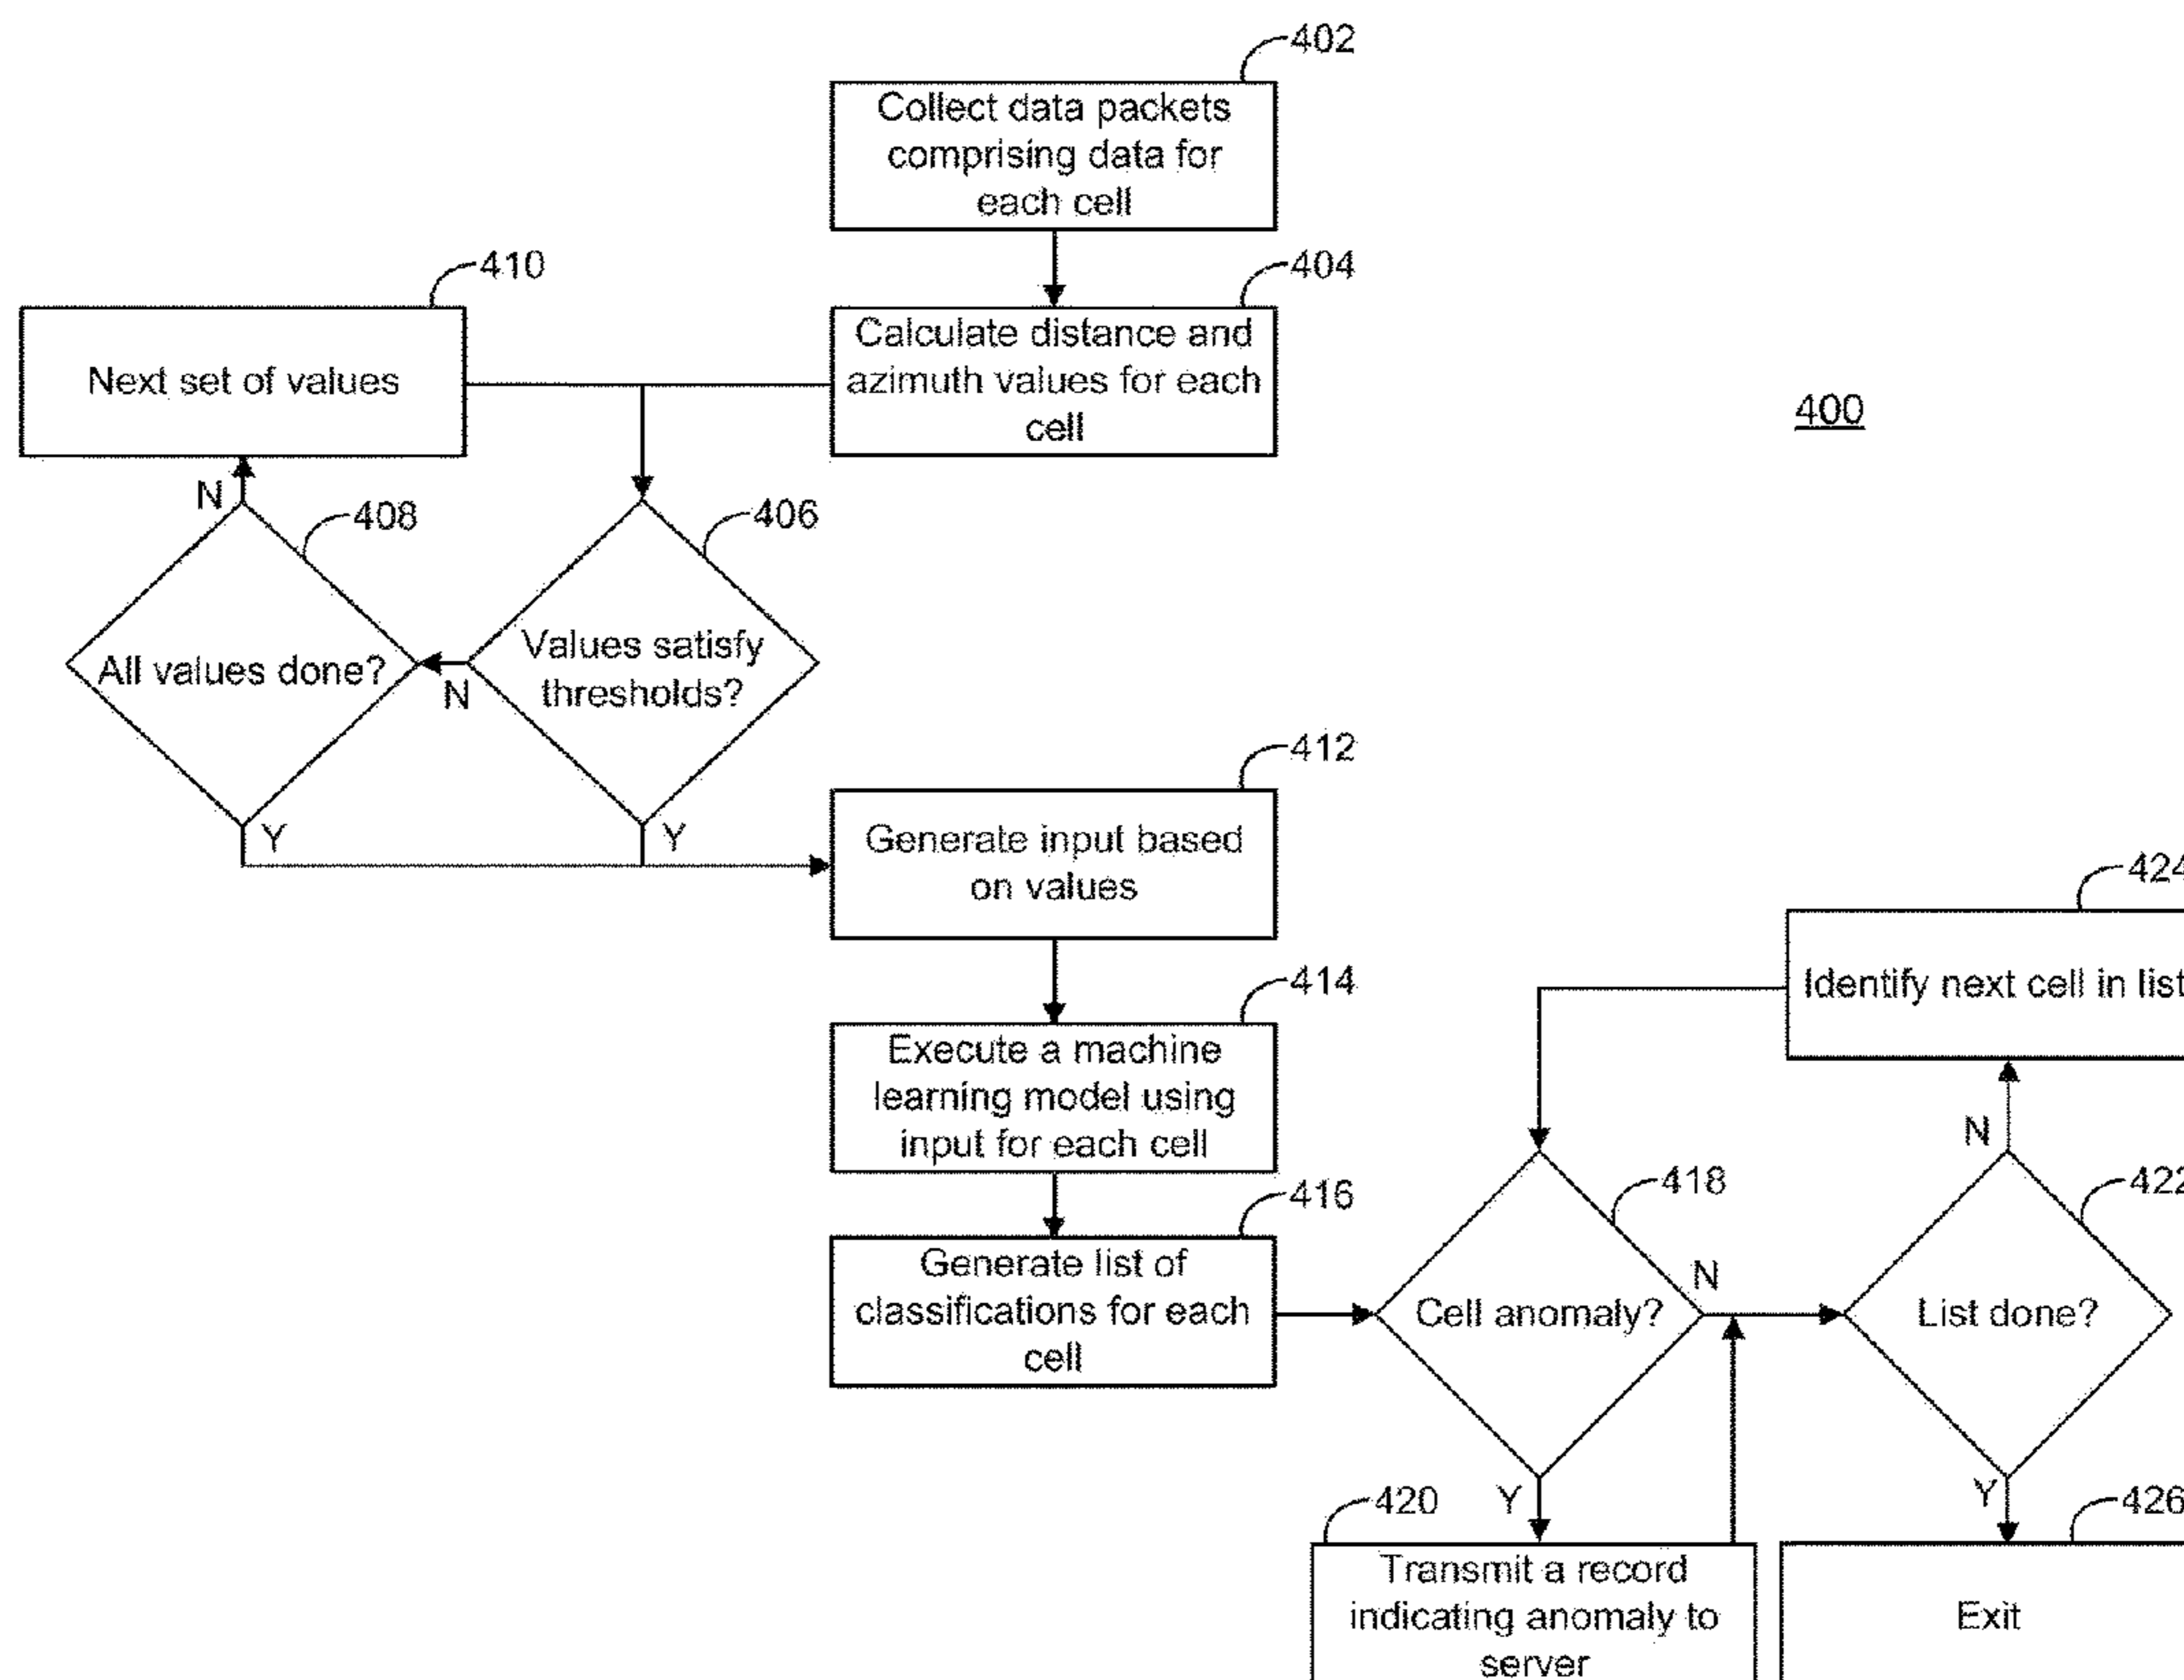 402
Collect data packets
comprising data for
each cell
410
404
Next set of values
Calculate distance and
azimuth values for each
cell
400
N
408
406
All values done?
N
Values satisfy
thresholds?
Y
Y
412
Generate input based
on values
424
Identify next cell in list
414
Execute a machine
learning model using
input for each cell
N
416
418
422
Generate list of
classifications for each
cell
Cell anomaly?
N
List done?
420
Y
Y
426
Transmit a record
indicating anomaly to
server
Exit